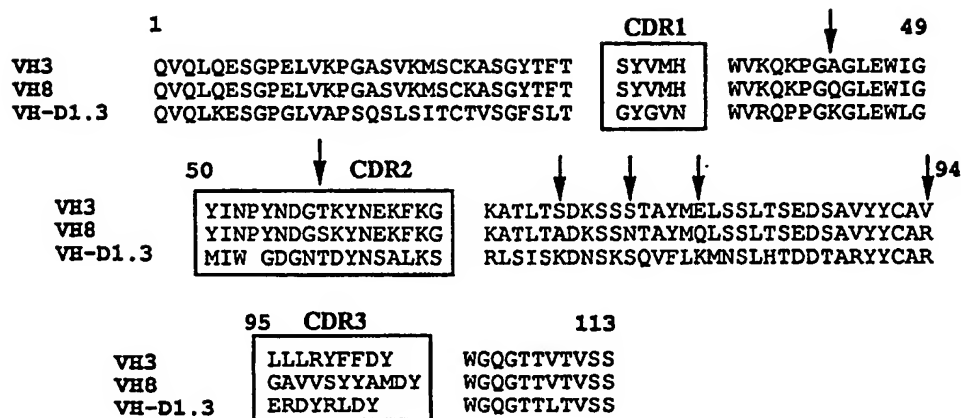 1 CDR1 49
VH3 QVQLQESGPELVKPGASVKMSCKASGYTFT SYVMH WVKQKPGAGLEWIG
VH8 QVQLQESGPELVKPGASVKMSCKASGYTFT SYVMH WVKQKPGQGLEWIG
VH-D1.3 QVQLKESGPGLVAPSQSLSITCTVSGFSLT GYGVN WVRQPPGKGLEWLG
50 CDR2 94
VH3 YINPYNDGTKYNEKFKG KATLTSDKSSSTAYMELSSLTSEDSAVYYCAV
VH8 YINPYNDGSKYNEKFKG KATLTADKSSNTAYMQLSSLTSEDSAVYYCAR
VH-D1.3 MIW GDGNTDYNSALKS RLSISKDNSKSQVFLKMNSLHTDDTARYYCAR
95 CDR3 113
VH3 LLLRYFFDY WGQGTTVTVSS
VH8 GAVVSYYAMDY WGQGTTVTVSS
VH-D1.3 ERDYRLDY WGQGTTLTVSS